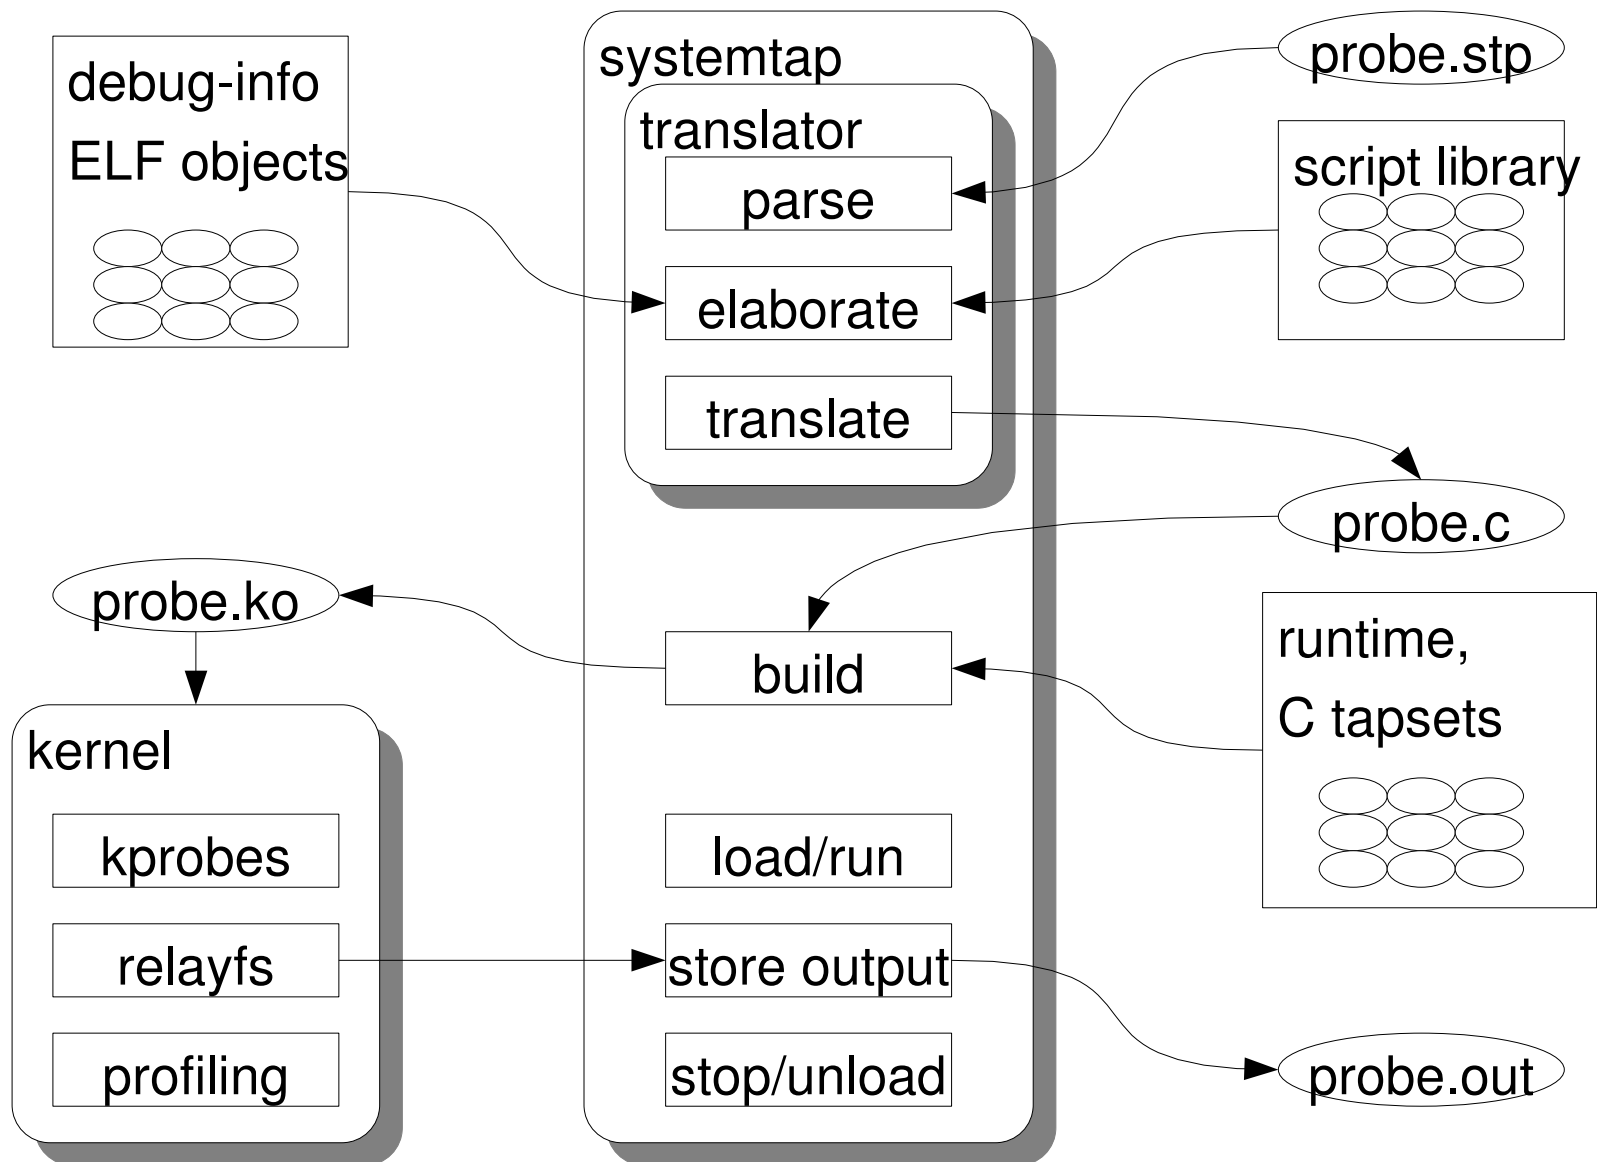 debug-info
ELF objects
systemtap
translator
parse
elaborate
translate
probe.stp
script library
probe.c
probe.ko
build
runtime,
C tapsets
kernel
kprobes
relayfs
profiling
load/run
store output
stop/unload
probe.out